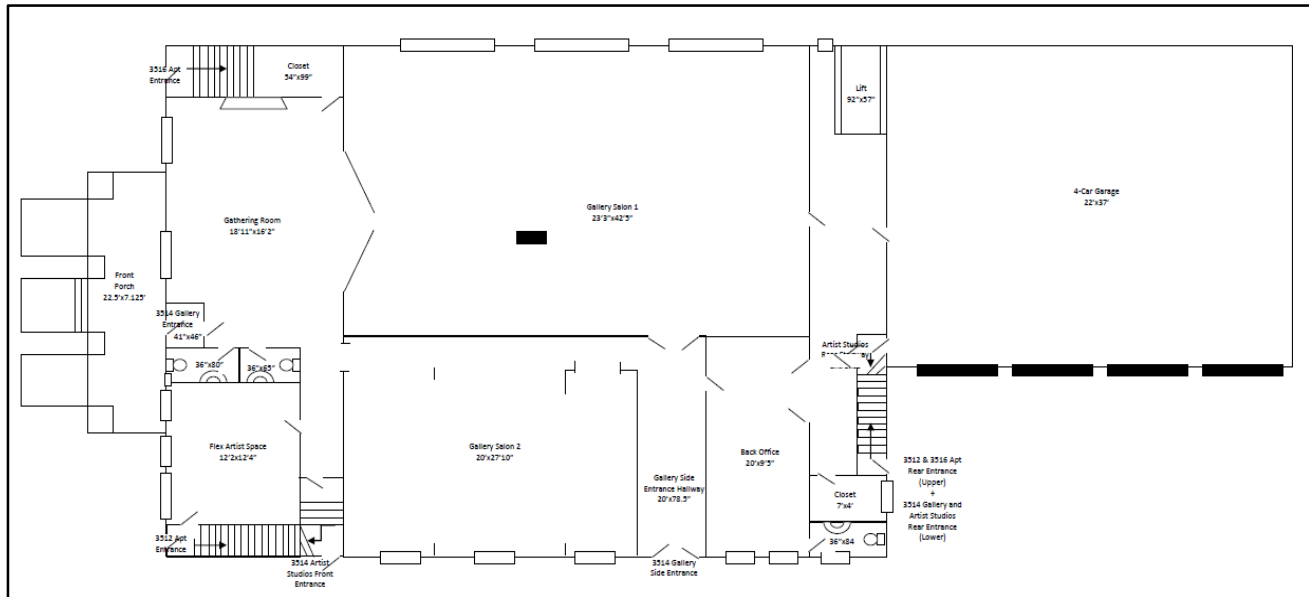 3516 Apt
Entrance
Closet
54"x99"
Lift
92"x57"
4-Car Garage
22'x37'
Gallery Salon 1
23'3"x42'5"
Gathering Room
18'11"x16'2"
Front
Porch
22.5'x7.125'
3514 Gallery
Entrance
41"x46"
36"x80"
36"x65"
Artist Studios
Rear
Flex Artist Space
12'2x12'4"
Gallery Salon 2
20'x27'10"
Back Office
20'x9'5"
Gallery Side
Entrance Hallway
20'x78.5"
Closet
7'x4'
3512 & 3516 Apt
Rear Entrance
(Upper)
+
3514 Gallery and
Artist Studios
Rear Entrance
(Lower)
3512 Apt
Entrance
36"x84
3514 Artist
Studios Front
Entrance
3514 Gallery
Side Entrance